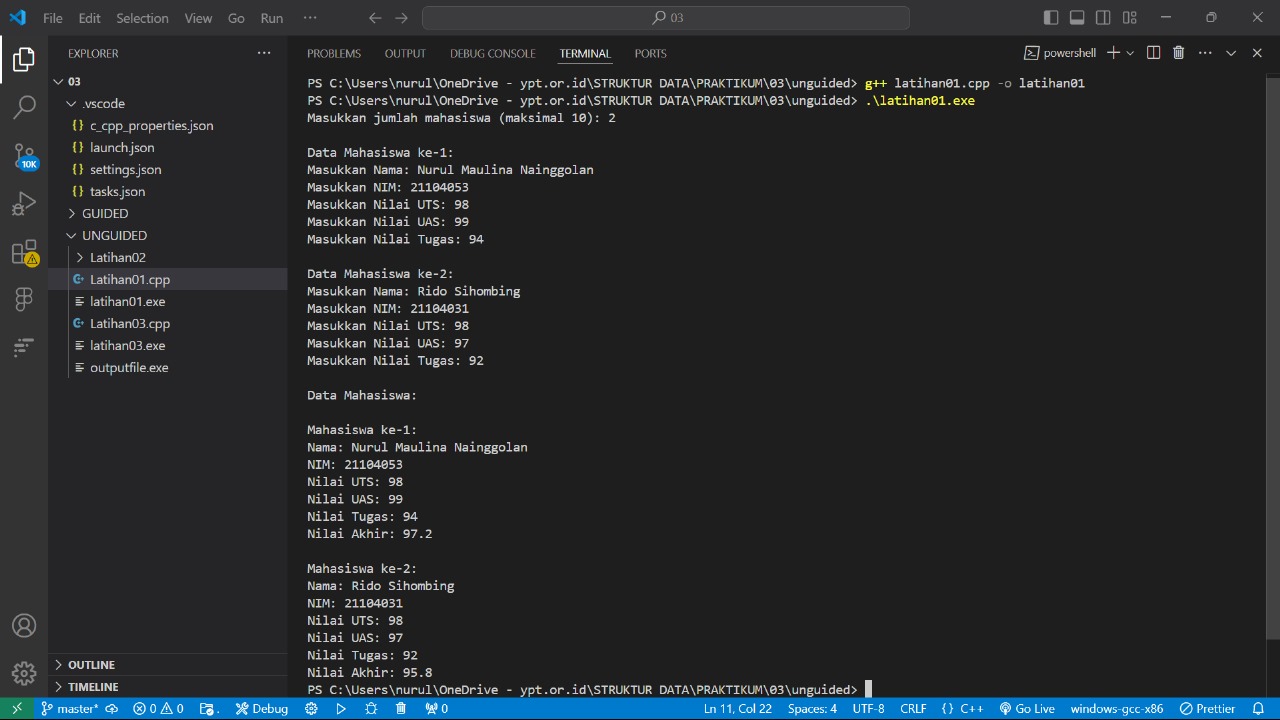 File Edit Selection View Go Run ··· 03
EXPLORER ···
03
.vscode
{} c_cpp_properties.json
{} launch.json
{} settings.json
{} tasks.json
GUIDED
UNGUIDED
Latihan02
Latihan01.cpp
latihan01.exe
Latihan03.cpp
latihan03.exe
outputfile.exe
OUTLINE
TIMELINE
10K
PROBLEMS OUTPUT DEBUG CONSOLE TERMINAL PORTS powershell
PS C:\Users\nurul\OneDrive - ypt.or.id\STRUKTUR DATA\PRAKTIKUM\03\unguided> g++ latihan01.cpp -o latihan01
PS C:\Users\nurul\OneDrive - ypt.or.id\STRUKTUR DATA\PRAKTIKUM\03\unguided> .\latihan01.exe
Masukkan jumlah mahasiswa (maksimal 10): 2
Data Mahasiswa ke-1:
Masukkan Nama: Nurul Maulina Nainggolan
Masukkan NIM: 21104053
Masukkan Nilai UTS: 98
Masukkan Nilai UAS: 99
Masukkan Nilai Tugas: 94
Data Mahasiswa ke-2:
Masukkan Nama: Rido Sihombing
Masukkan NIM: 21104031
Masukkan Nilai UTS: 98
Masukkan Nilai UAS: 97
Masukkan Nilai Tugas: 92
Data Mahasiswa:
Mahasiswa ke-1:
Nama: Nurul Maulina Nainggolan
NIM: 21104053
Nilai UTS: 98
Nilai UAS: 99
Nilai Tugas: 94
Nilai Akhir: 97.2
Mahasiswa ke-2:
Nama: Rido Sihombing
NIM: 21104031
Nilai UTS: 98
Nilai UAS: 97
Nilai Tugas: 92
Nilai Akhir: 95.8
PS C:\Users\nurul\OneDrive - ypt.or.id\STRUKTUR DATA\PRAKTIKUM\03\unguided>
master* 0 0 . Debug 0 Ln 11, Col 22 Spaces: 4 UTF-8 CRLF {} C++ Go Live windows-gcc-x86 Prettier